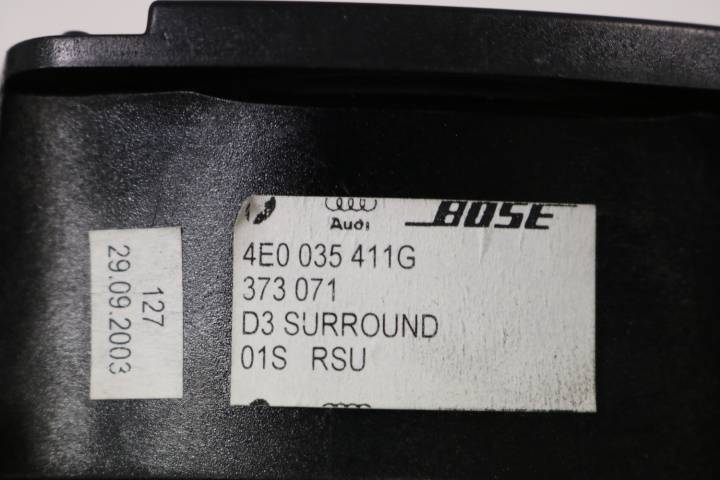 Audi BOSE
4E0 035 411G
373 071
D3 SURROUND
01S RSU
127
29.09.2003